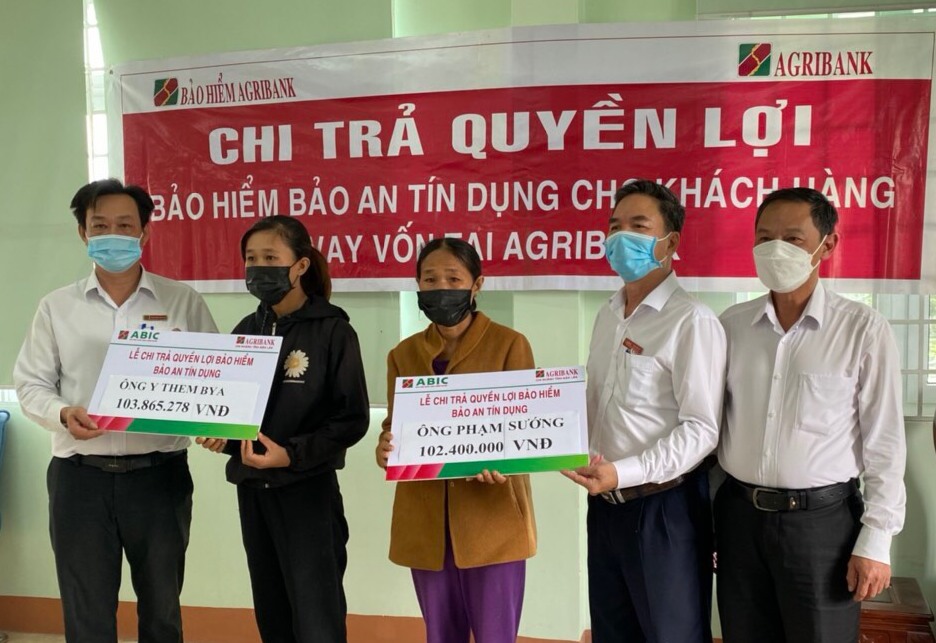 BẢO HIỂM AGRIBANK
AGRIBANK
CHI TRẢ QUYỀN LỢI
BẢO HIỂM BẢO AN TÍN DỤNG CHO KHÁCH HÀNG
VAY VỐN TẠI AGRIBANK
ABIC
AGRIBANK
LỄ CHI TRẢ QUYỀN LỢI BẢO HIỂM
BẢO AN TÍN DỤNG
ÔNG Y THEM BYA
103.865.278 VNĐ
ABIC
AGRIBANK
LỄ CHI TRẢ QUYỀN LỢI BẢO HIỂM
BẢO AN TÍN DỤNG
ÔNG PHẠM SƯỚNG
102.400.000 VNĐ